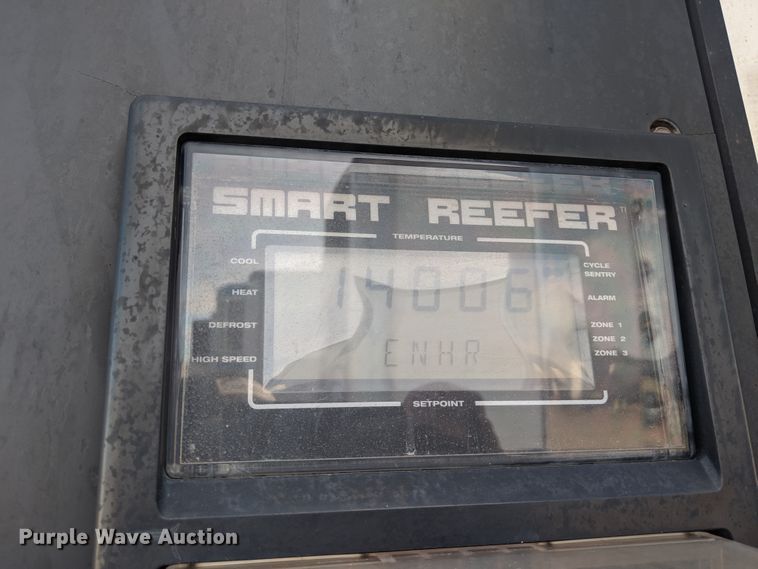 SMART REEFER
TEMPERATURE
COOL
HEAT
DEFROST
HIGH SPEED
14006
ENHR
CYCLE
SENTRY
ALARM
ZONE 1
ZONE 2
ZONE 3
SETPOINT
Purple Wave Auction